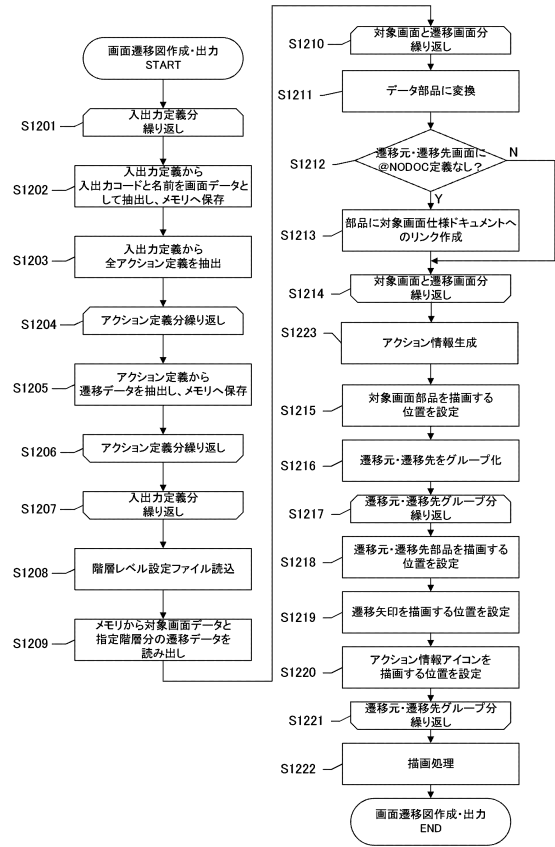 画面遷移図作成・出力
START
S1201
入出力定義分
繰り返し
S1202
入出力定義から
入出力コードと名前を画面データと
して抽出し、メモリへ保存
S1203
入出力定義から
全アクション定義を抽出
S1204
アクション定義分繰り返し
S1205
アクション定義から
遷移データを抽出し、メモリへ保存
S1206
アクション定義分繰り返し
S1207
入出力定義分
繰り返し
S1208
階層レベル設定ファイル読込
S1209
メモリから対象画面データと
指定階層分の遷移データを
読み出し
S1210
対象画面と遷移画面分
繰り返し
S1211
データ部品に変換
S1212
遷移元・遷移先画面に
@NODOC定義なし?
N
Y
S1213
部品に対象画面仕様ドキュメントへ
のリンク作成
S1214
対象画面と遷移画面分
繰り返し
S1223
アクション情報生成
S1215
対象画面部品を描画する
位置を設定
S1216
遷移元・遷移先をグループ化
S1217
遷移元・遷移先グループ分
繰り返し
S1218
遷移元・遷移先部品を描画する
位置を設定
S1219
遷移矢印を描画する位置を設定
S1220
アクション情報アイコンを
描画する位置を設定
S1221
遷移元・遷移先グループ分
繰り返し
S1222
描画処理
画面遷移図作成・出力
END